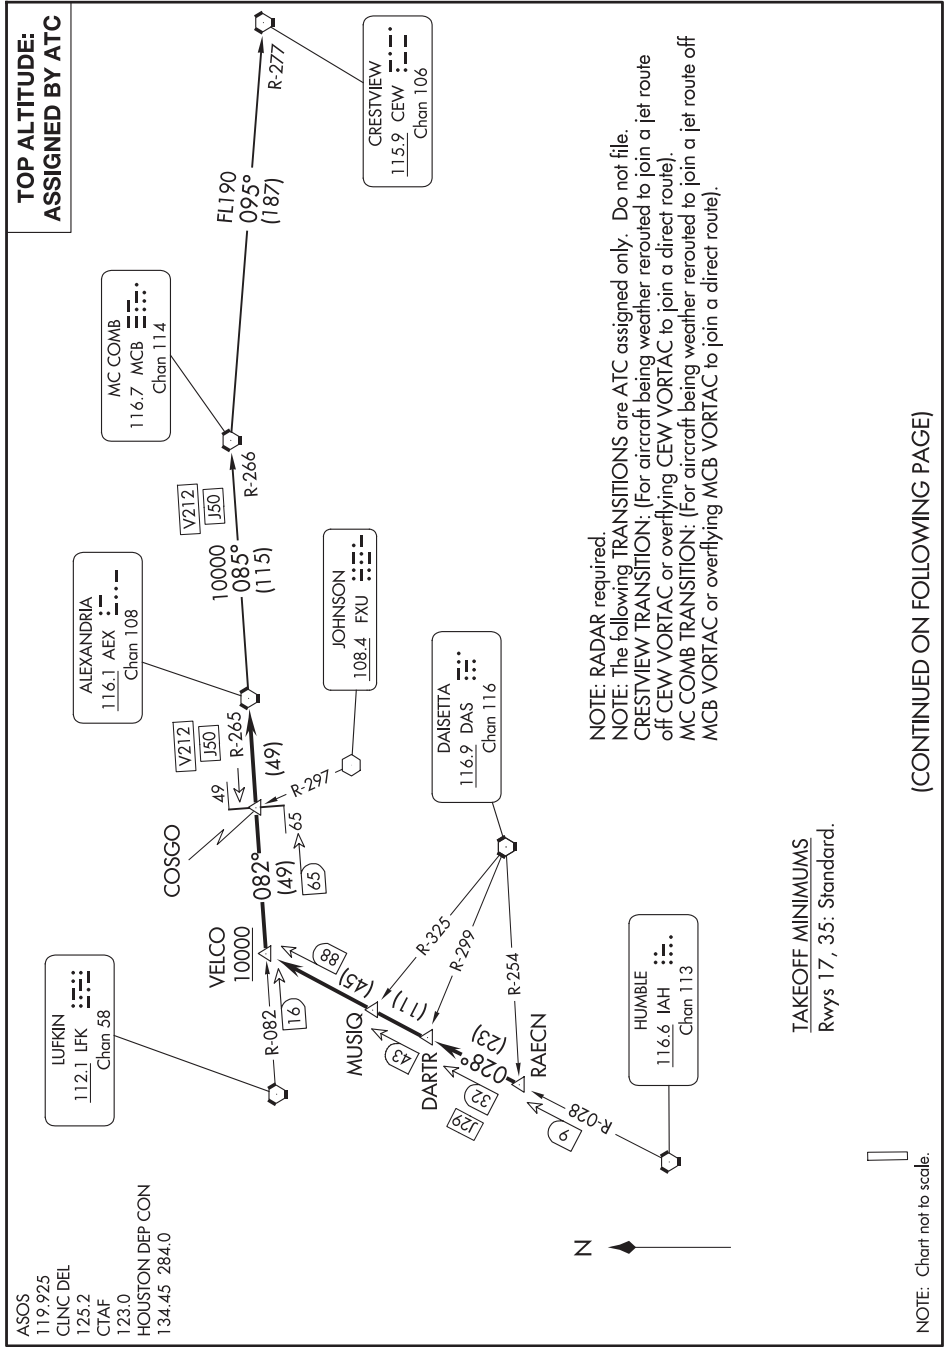 TOP ALTITUDE:
ASSIGNED BY ATC
ASOS
119.925
CLNC DEL
125.2
CTAF
123.0
HOUSTON DEP CON
134.45 284.0
LUFKIN
112.1 LFK
Chan 58
ALEXANDRIA
116.1 AEX
Chan 108
MC COMB
116.7 MCB
Chan 114
CRESTVIEW
115.9 CEW
Chan 106
R-277
FL190
095°
(187)
V212
J50
R-266
10000
085°
(115)
V212
J50
R-265
(49)
49
COSGO
65
65
082°
(49)
R-297
JOHNSON
108.4 FXU
VELCO
10000
R-082
16
88
(45)
MUSIQ
43
(11)
DARTR
32
J29
028°
(23)
RAECN
9
R-028
R-325
R-299
R-254
DAISETTA
116.9 DAS
Chan 116
HUMBLE
116.6 IAH
Chan 113
N
NOTE: RADAR required.
NOTE: The following TRANSITIONS are ATC assigned only. Do not file.
CRESTVIEW TRANSITION: (For aircraft being weather rerouted to join a jet route
off CEW VORTAC or overflying CEW VORTAC to join a direct route).
MC COMB TRANSITION: (For aircraft being weather rerouted to join a jet route off
MCB VORTAC or overflying MCB VORTAC to join a direct route).
TAKEOFF MINIMUMS
Rwys 17, 35: Standard.
NOTE: Chart not to scale.
(CONTINUED ON FOLLOWING PAGE)